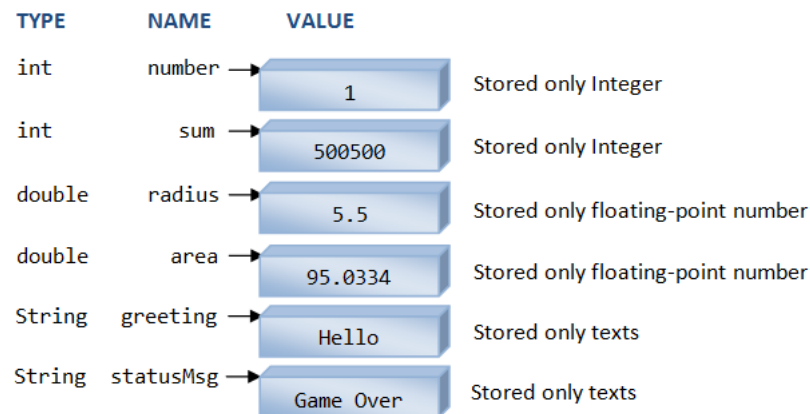 TYPE NAME VALUE
int number 1 Stored only Integer
int sum 500500 Stored only Integer
double radius 5.5 Stored only floating-point number
double area 95.0334 Stored only floating-point number
String greeting Hello Stored only texts
String statusMsg Game Over Stored only texts